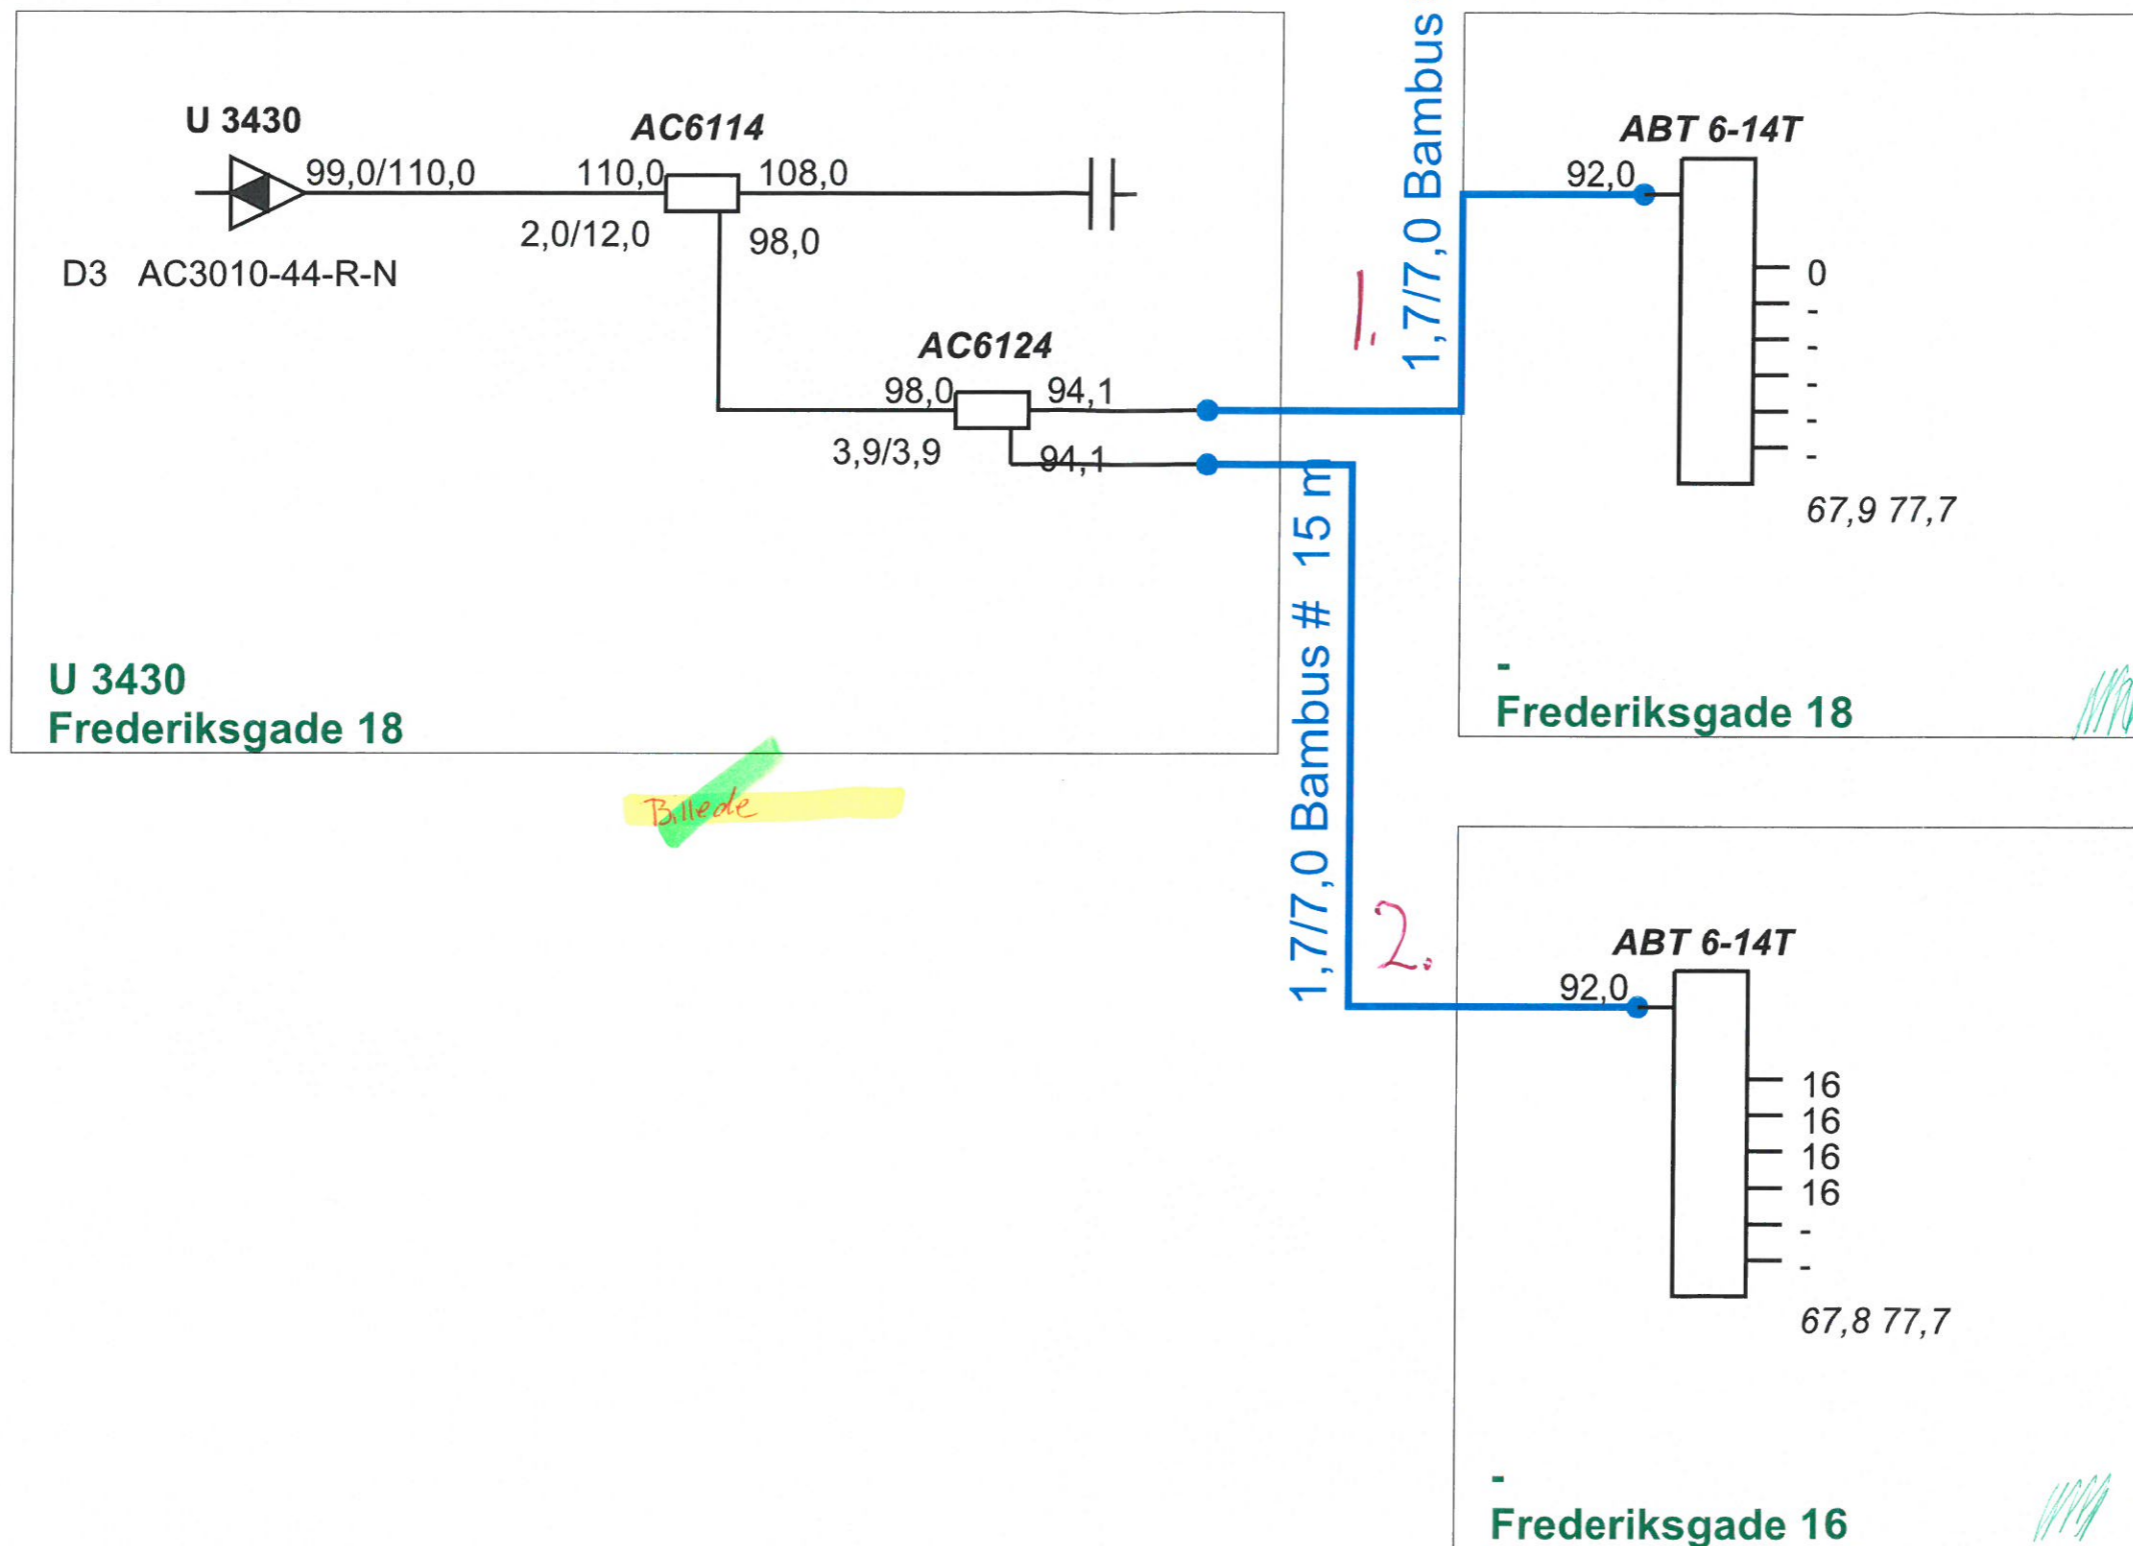 U 3430
99,0/110,0
D3 AC3010-44-R-N
AC6114
110,0
108,0
2,0/12,0
98,0
AC6124
98,0
94,1
3,9/3,9
94,1
U 3430
Frederiksgade 18
Billede
1.
1,7/7,0 Bambus
1,7/7,0 Bambus # 15 m
2.
ABT 6-14T
92,0
0
-
-
-
-
-
67,9 77,7
-
Frederiksgade 18
ABT 6-14T
92,0
16
16
16
16
-
-
67,8 77,7
-
Frederiksgade 16